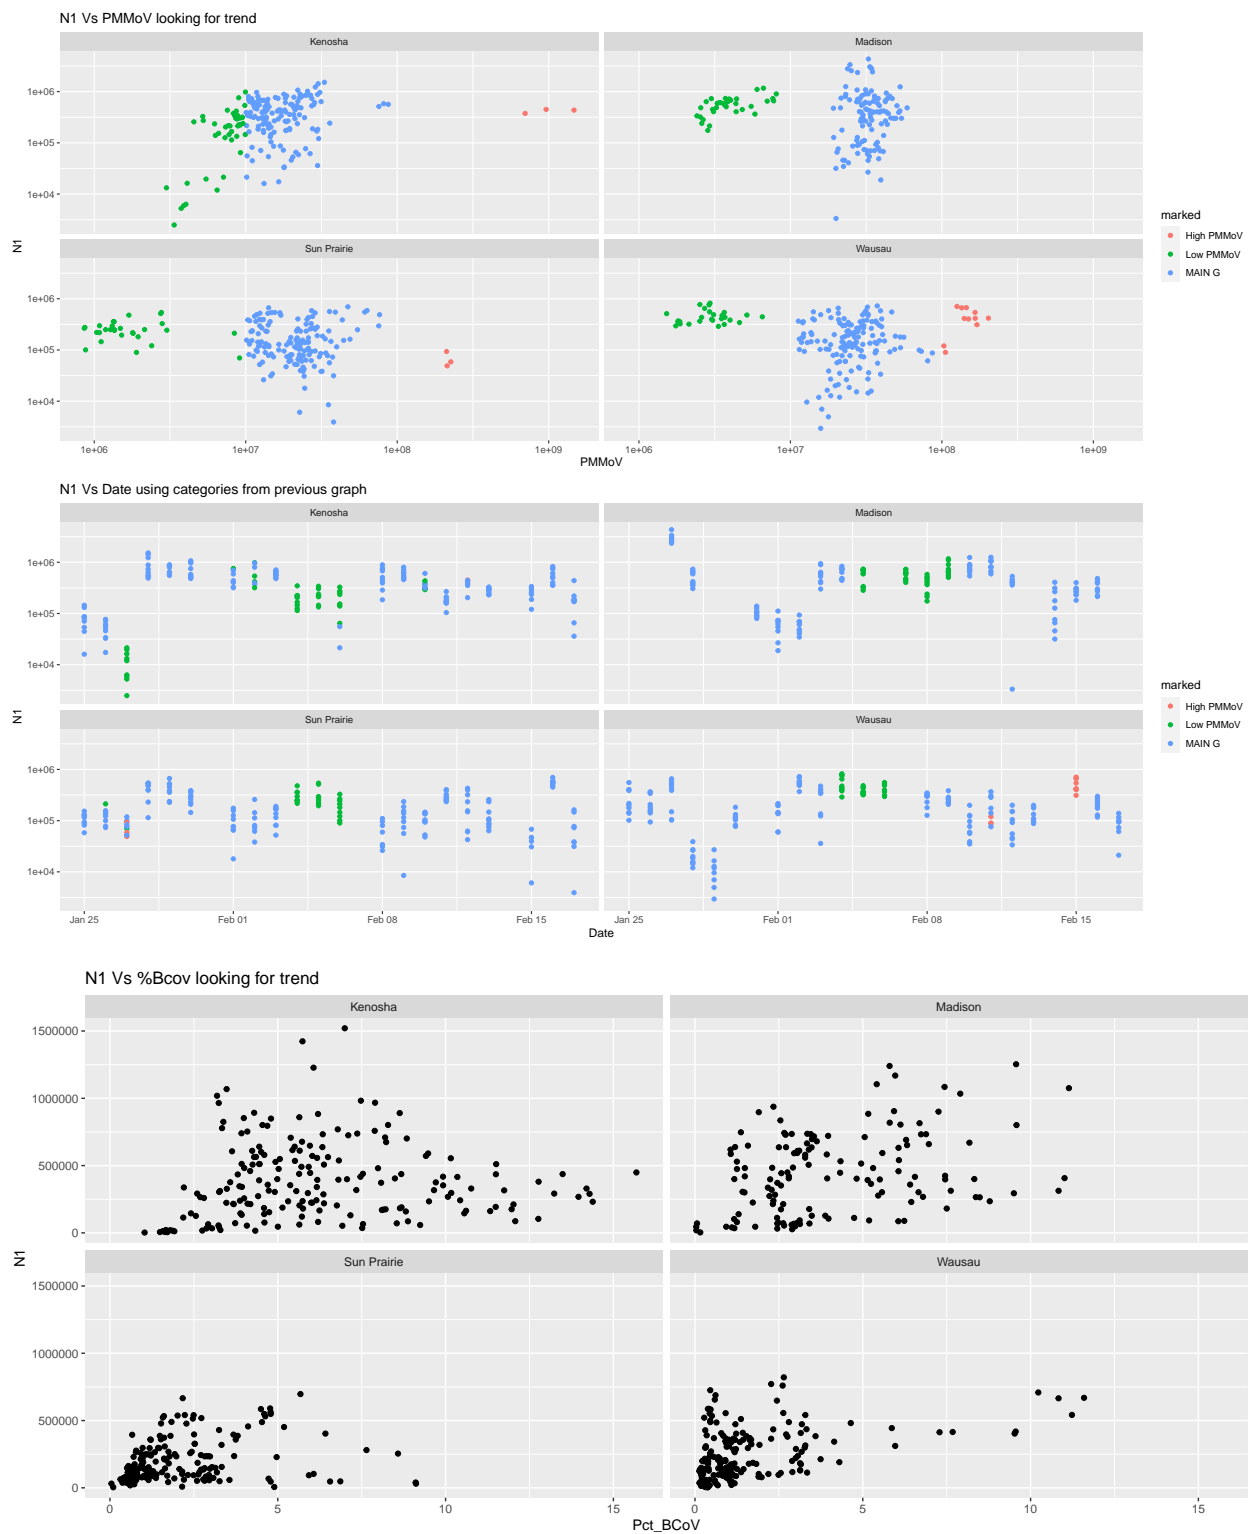 N1 Vs PMMoV looking for trend
Kenosha
Madison
1e+06
1e+05
1e+04
Sun Prairie
Wausau
1e+06
1e+05
1e+04
N1
1e+06
1e+07
1e+08
1e+09
1e+06
1e+07
1e+08
1e+09
PMMoV
marked
High PMMoV
Low PMMoV
MAIN G
N1 Vs Date using categories from previous graph
Kenosha
Madison
1e+06
1e+05
1e+04
Sun Prairie
Wausau
1e+06
1e+05
1e+04
N1
Jan 25
Feb 01
Feb 08
Feb 15
Jan 25
Feb 01
Feb 08
Feb 15
Date
marked
High PMMoV
Low PMMoV
MAIN G
N1 Vs %Bcov looking for trend
Kenosha
Madison
1500000
1000000
500000
0
Sun Prairie
Wausau
1500000
1000000
500000
0
N1
0
5
10
15
0
5
10
15
Pct_BCoV